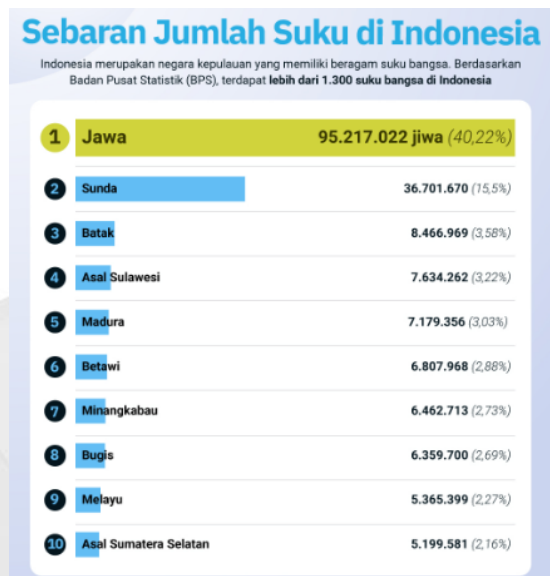 Sebaran Jumlah Suku di Indonesia
Indonesia merupakan negara kepulauan yang memiliki beragam suku bangsa. Berdasarkan
Badan Pusat Statistik (BPS), terdapat lebih dari 1.300 suku bangsa di Indonesia
1 Jawa 95.217.022 jiwa (40,22%)
2 Sunda 36.701.670 (15,5%)
3 Batak 8.466.969 (3,58%)
4 Asal Sulawesi 7.634.262 (3,22%)
5 Madura 7.179.356 (3,03%)
6 Betawi 6.807.968 (2,88%)
7 Minangkabau 6.462.713 (2,73%)
8 Bugis 6.359.700 (2,69%)
9 Melayu 5.365.399 (2,27%)
10 Asal Sumatera Selatan 5.199.581 (2,16%)